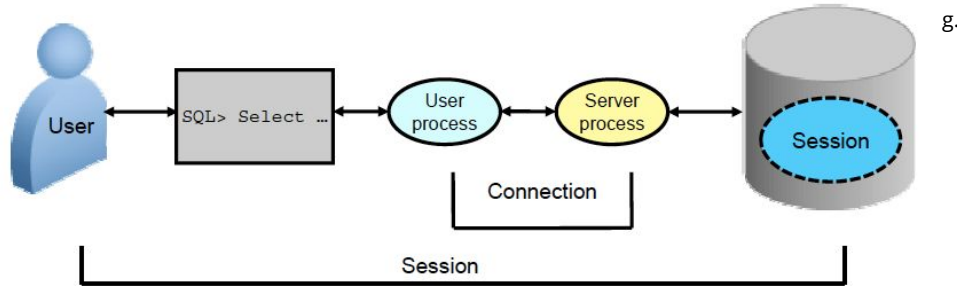 g.
User
SQL> Select …
User
process
Server
process
Session
Connection
Session